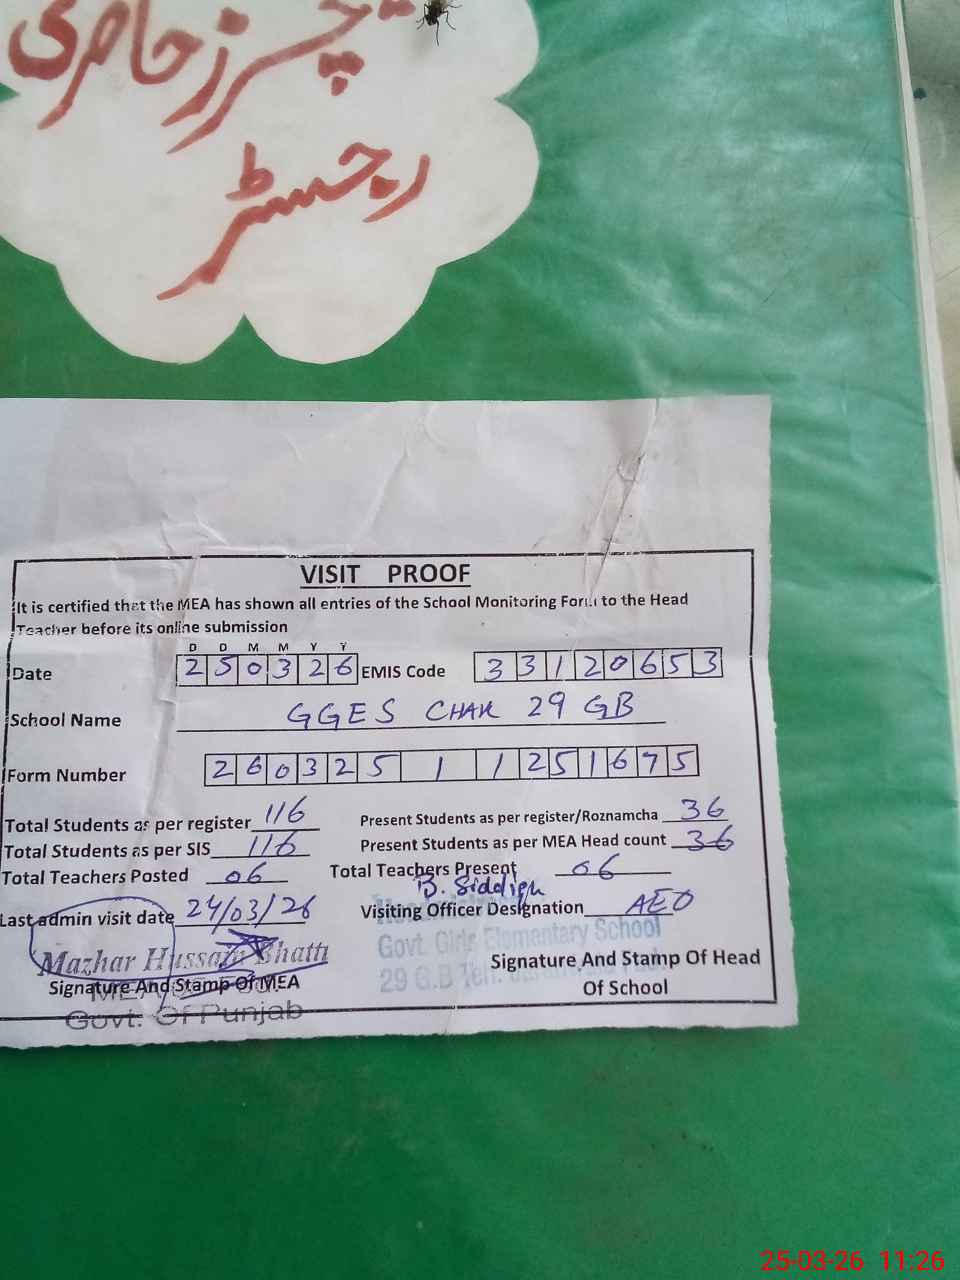 ٹیچرز حاضری
رجسٹر
VISIT PROOF
It is certified that the MEA has shown all entries of the School Monitoring Form to the Head
Teacher before its online submission
D D M M Y Y
Date 2 5 0 3 2 6 EMIS Code 3 3 1 2 0 6 5 3
School Name GGES CHAK 29 GB
Form Number 2 6 0 3 2 5 1 1 2 5 1 6 7 5
Total Students as per register 116 Present Students as per register/Roznamcha 36
Total Students as per SIS 116 Present Students as per MEA Head count 36
Total Teachers Posted 06 Total Teachers Present 06
B. Siddiqa
Last admin visit date 24/03/26 Visiting Officer Designation AEO
Govt. Girls Elementary School
Mazhar Hussain Bhatti
29 G.B Teh.
Signature And Stamp Of Head
Of School
Signature And Stamp Of MEA
MEA
Govt. Of Punjab
25-03-26 11:26